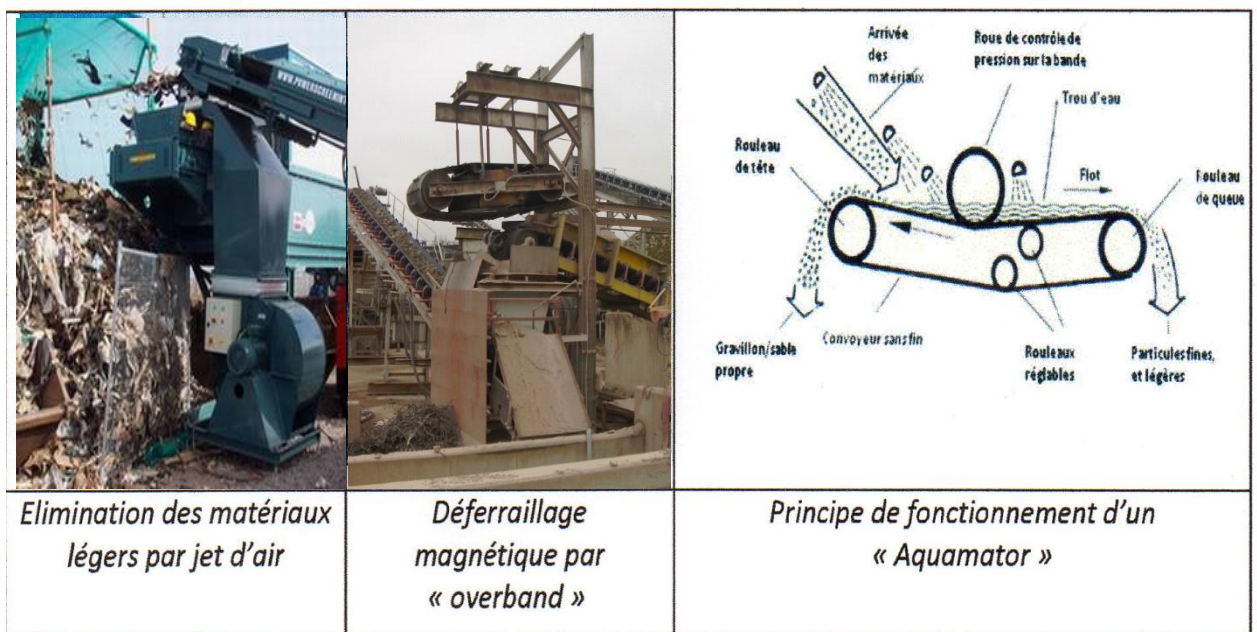 WWW.POWERSCREENIN
Arrivée
des
matériaux
Roue de contrôle de
pression sur la bande
Trou d'eau
Rouleau
de tête
Flot
Rouleau
de queue
Gravillon/sable
propre
Convoyeur sans fin
Rouleaux
réglables
Particules fines,
et légères
Elimination des matériaux
légers par jet d'air
Déferraillage
magnétique par
« overband »
Principe de fonctionnement d'un
« Aquamator »